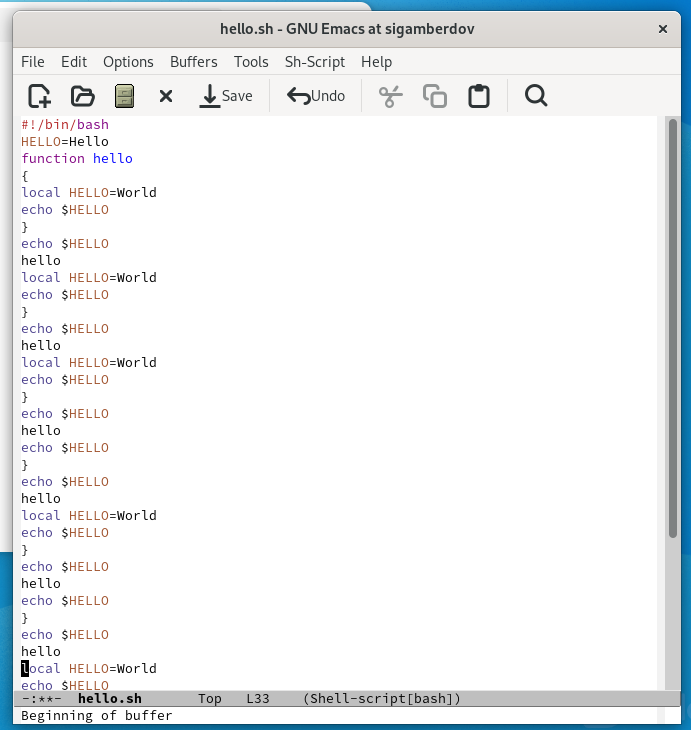 hello.sh - GNU Emacs at sigamberdov
File Edit Options Buffers Tools Sh-Script Help
Save Undo
#!/bin/bash
HELLO=Hello
function hello
{
local HELLO=World
echo $HELLO
}
echo $HELLO
hello
local HELLO=World
echo $HELLO
}
echo $HELLO
hello
local HELLO=World
echo $HELLO
}
echo $HELLO
hello
echo $HELLO
}
echo $HELLO
hello
local HELLO=World
echo $HELLO
}
echo $HELLO
hello
echo $HELLO
}
echo $HELLO
hello
local HELLO=World
echo $HELLO
-:**-  hello.sh       Top   L33    (Shell-script[bash])
Beginning of buffer